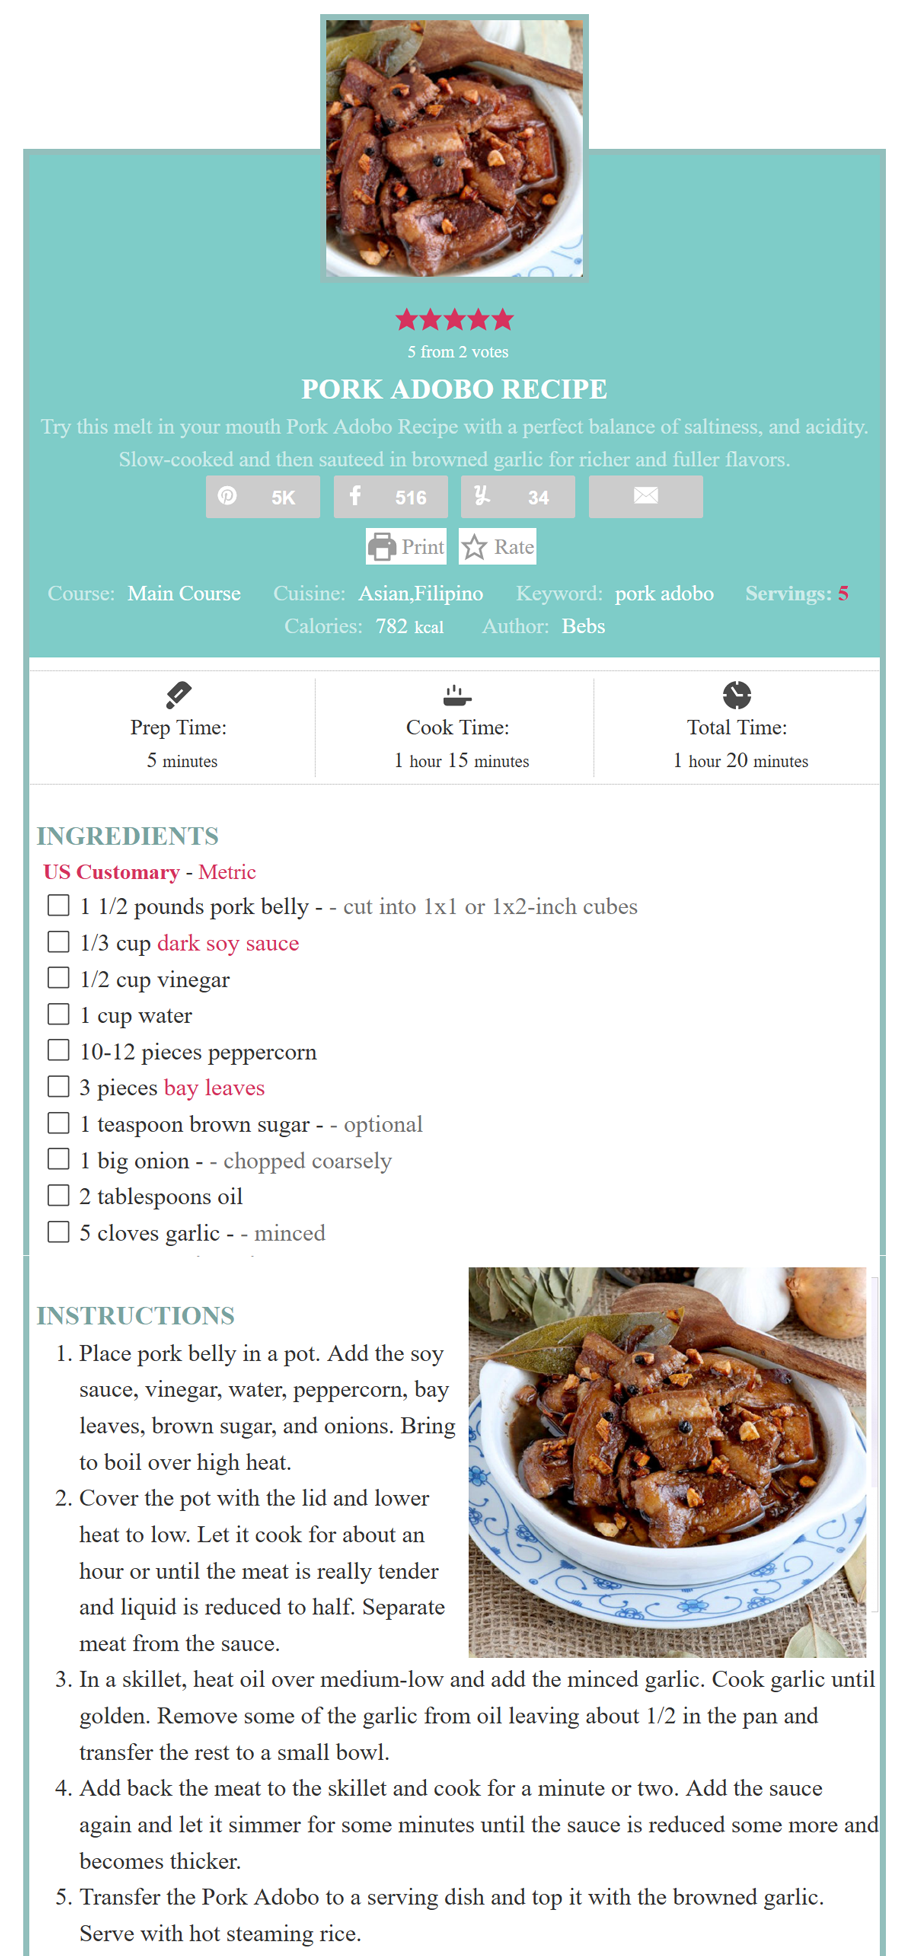 5 from 2 votes
PORK ADOBO RECIPE
Try this melt in your mouth Pork Adobo Recipe with a perfect balance of saltiness, and acidity.
Slow-cooked and then sauteed in browned garlic for richer and fuller flavors.
5K 516 34
Print Rate
Course: Main Course Cuisine: Asian,Filipino Keyword: pork adobo Servings: 5
Calories: 782 kcal Author: Bebs
Prep Time: Cook Time: Total Time:
5 minutes 1 hour 15 minutes 1 hour 20 minutes
INGREDIENTS
US Customary - Metric
1 1/2 pounds pork belly - - cut into 1x1 or 1x2-inch cubes
1/3 cup dark soy sauce
1/2 cup vinegar
1 cup water
10-12 pieces peppercorn
3 pieces bay leaves
1 teaspoon brown sugar - - optional
1 big onion - - chopped coarsely
2 tablespoons oil
5 cloves garlic - - minced
INSTRUCTIONS
1. Place pork belly in a pot. Add the soy
sauce, vinegar, water, peppercorn, bay
leaves, brown sugar, and onions. Bring
to boil over high heat.
2. Cover the pot with the lid and lower
heat to low. Let it cook for about an
hour or until the meat is really tender
and liquid is reduced to half. Separate
meat from the sauce.
3. In a skillet, heat oil over medium-low and add the minced garlic. Cook garlic until
golden. Remove some of the garlic from oil leaving about 1/2 in the pan and
transfer the rest to a small bowl.
4. Add back the meat to the skillet and cook for a minute or two. Add the sauce
again and let it simmer for some minutes until the sauce is reduced some more and
becomes thicker.
5. Transfer the Pork Adobo to a serving dish and top it with the browned garlic.
Serve with hot steaming rice.